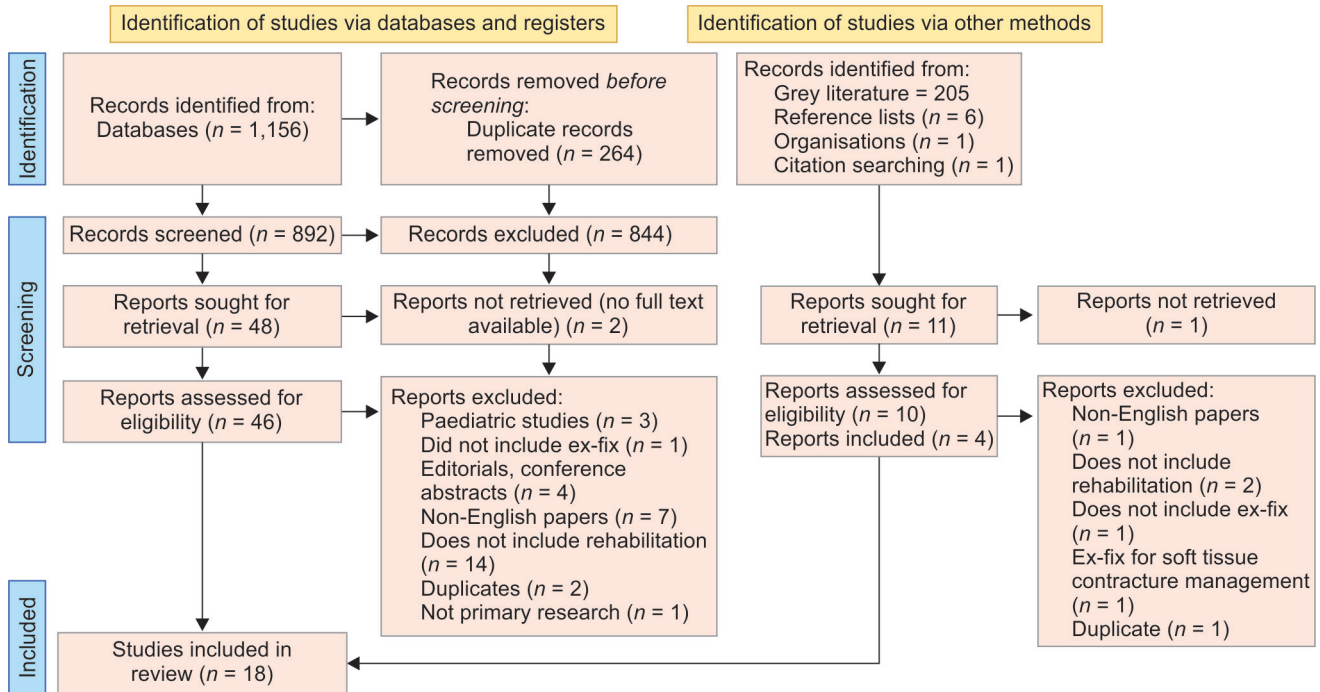 Identification of studies via databases and registers
Identification of studies via other methods
Identification
Records identified from:
Databases (n = 1,156)
Records removed before
screening:
Duplicate records
removed (n = 264)
Records identified from:
Grey literature = 205
Reference lists (n = 6)
Organisations (n = 1)
Citation searching (n = 1)
Screening
Records screened (n = 892)
Records excluded (n = 844)
Reports sought for
retrieval (n = 48)
Reports not retrieved (no full text
available) (n = 2)
Reports sought for
retrieval (n = 11)
Reports not retrieved
(n = 1)
Reports assessed for
eligibility (n = 46)
Reports excluded:
Paediatric studies (n = 3)
Did not include ex-fix (n = 1)
Editorials, conference
abstracts (n = 4)
Non-English papers (n = 7)
Does not include rehabilitation
(n = 14)
Duplicates (n = 2)
Not primary research (n = 1)
Reports assessed for
eligibility (n = 10)
Reports included (n = 4)
Reports excluded:
Non-English papers
(n = 1)
Does not include
rehabilitation (n = 2)
Does not include ex-fix
(n = 1)
Ex-fix for soft tissue
contracture management
(n = 1)
Duplicate (n = 1)
Included
Studies included in
review (n = 18)